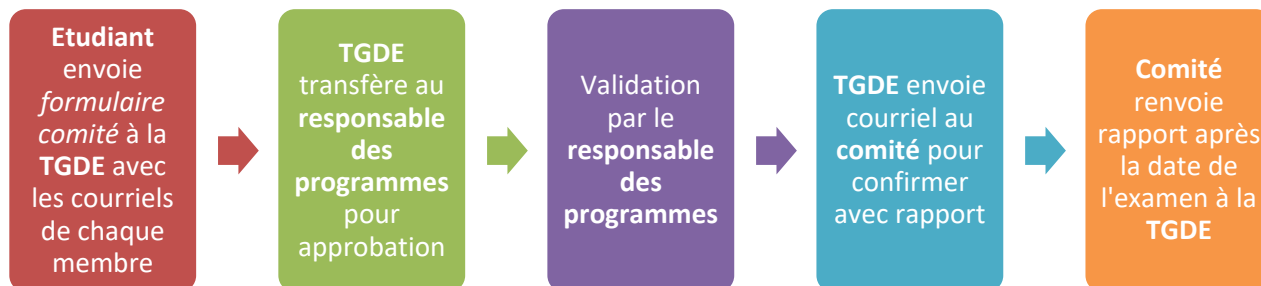 Etudiant
envoie
formulaire
comité à la
TGDE avec
les courriels
de chaque
membre
TGDE
transfère au
responsable
des
programmes
pour
approbation
Validation
par le
responsable
des
programmes
TGDE envoie
courriel au
comité pour
confirmer
avec rapport
Comité
renvoie
rapport après
la date de
l'examen à la
TGDE